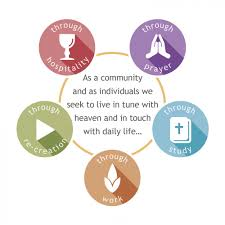 through
hospitality
through
prayer
As a community
and as individuals we
seek to live in tune with
heaven and in touch
with daily life...
through
re-creation
through
study
through
work